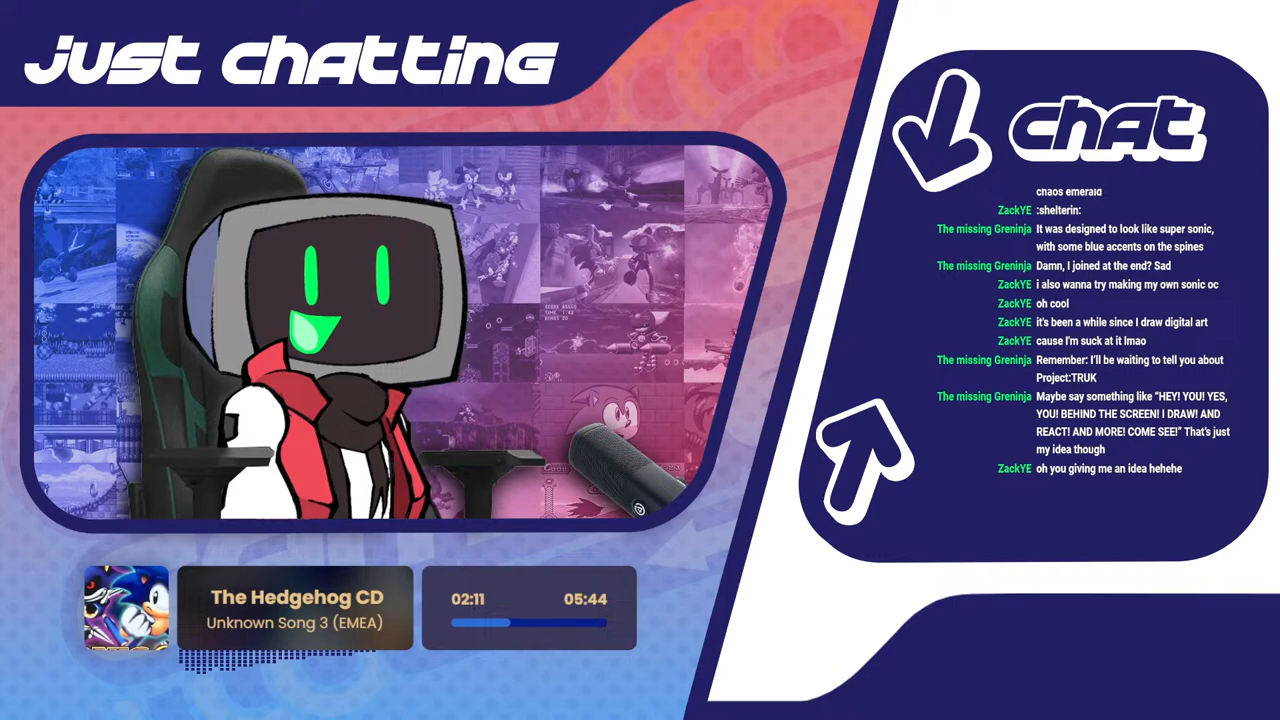 JUST CHATTING
CHAT
chaos emerald
ZackYE :shelterin:
The missing Greninja It was designed to look like super sonic,
with some blue accents on the spines
The missing Greninja Damn, I joined at the end? Sad
ZackYE i also wanna try making my own sonic oc
ZackYE oh cool
ZackYE it's been a while since I draw digital art
ZackYE cause I'm suck at it lmao
The missing Greninja Remember: I'll be waiting to tell you about
Project:TRUK
The missing Greninja Maybe say something like “HEY! YOU! YES,
YOU! BEHIND THE SCREEN! I DRAW! AND
REACT! AND MORE! COME SEE!” That's just
my idea though
ZackYE oh you giving me an idea hehehe
The Hedgehog CD
Unknown Song 3 (EMEA)
02:11 05:44